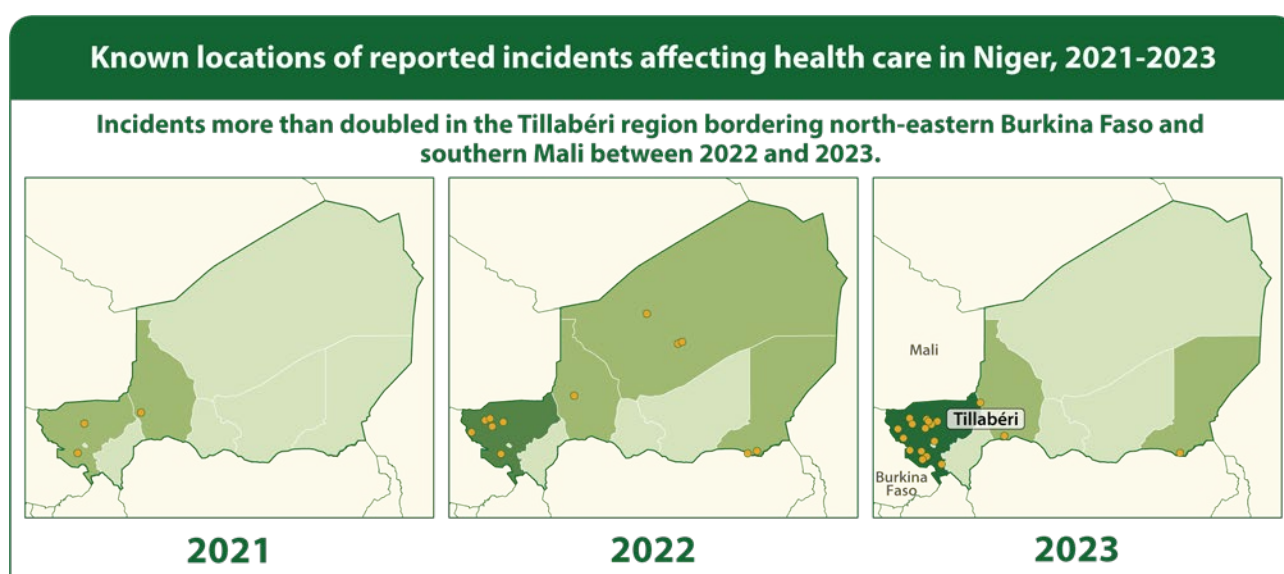 Known locations of reported incidents affecting health care in Niger, 2021-2023
Incidents more than doubled in the Tillabéri region bordering north-eastern Burkina Faso and
southern Mali between 2022 and 2023.
Mali
Tillabéri
Burkina
Faso
2021
2022
2023